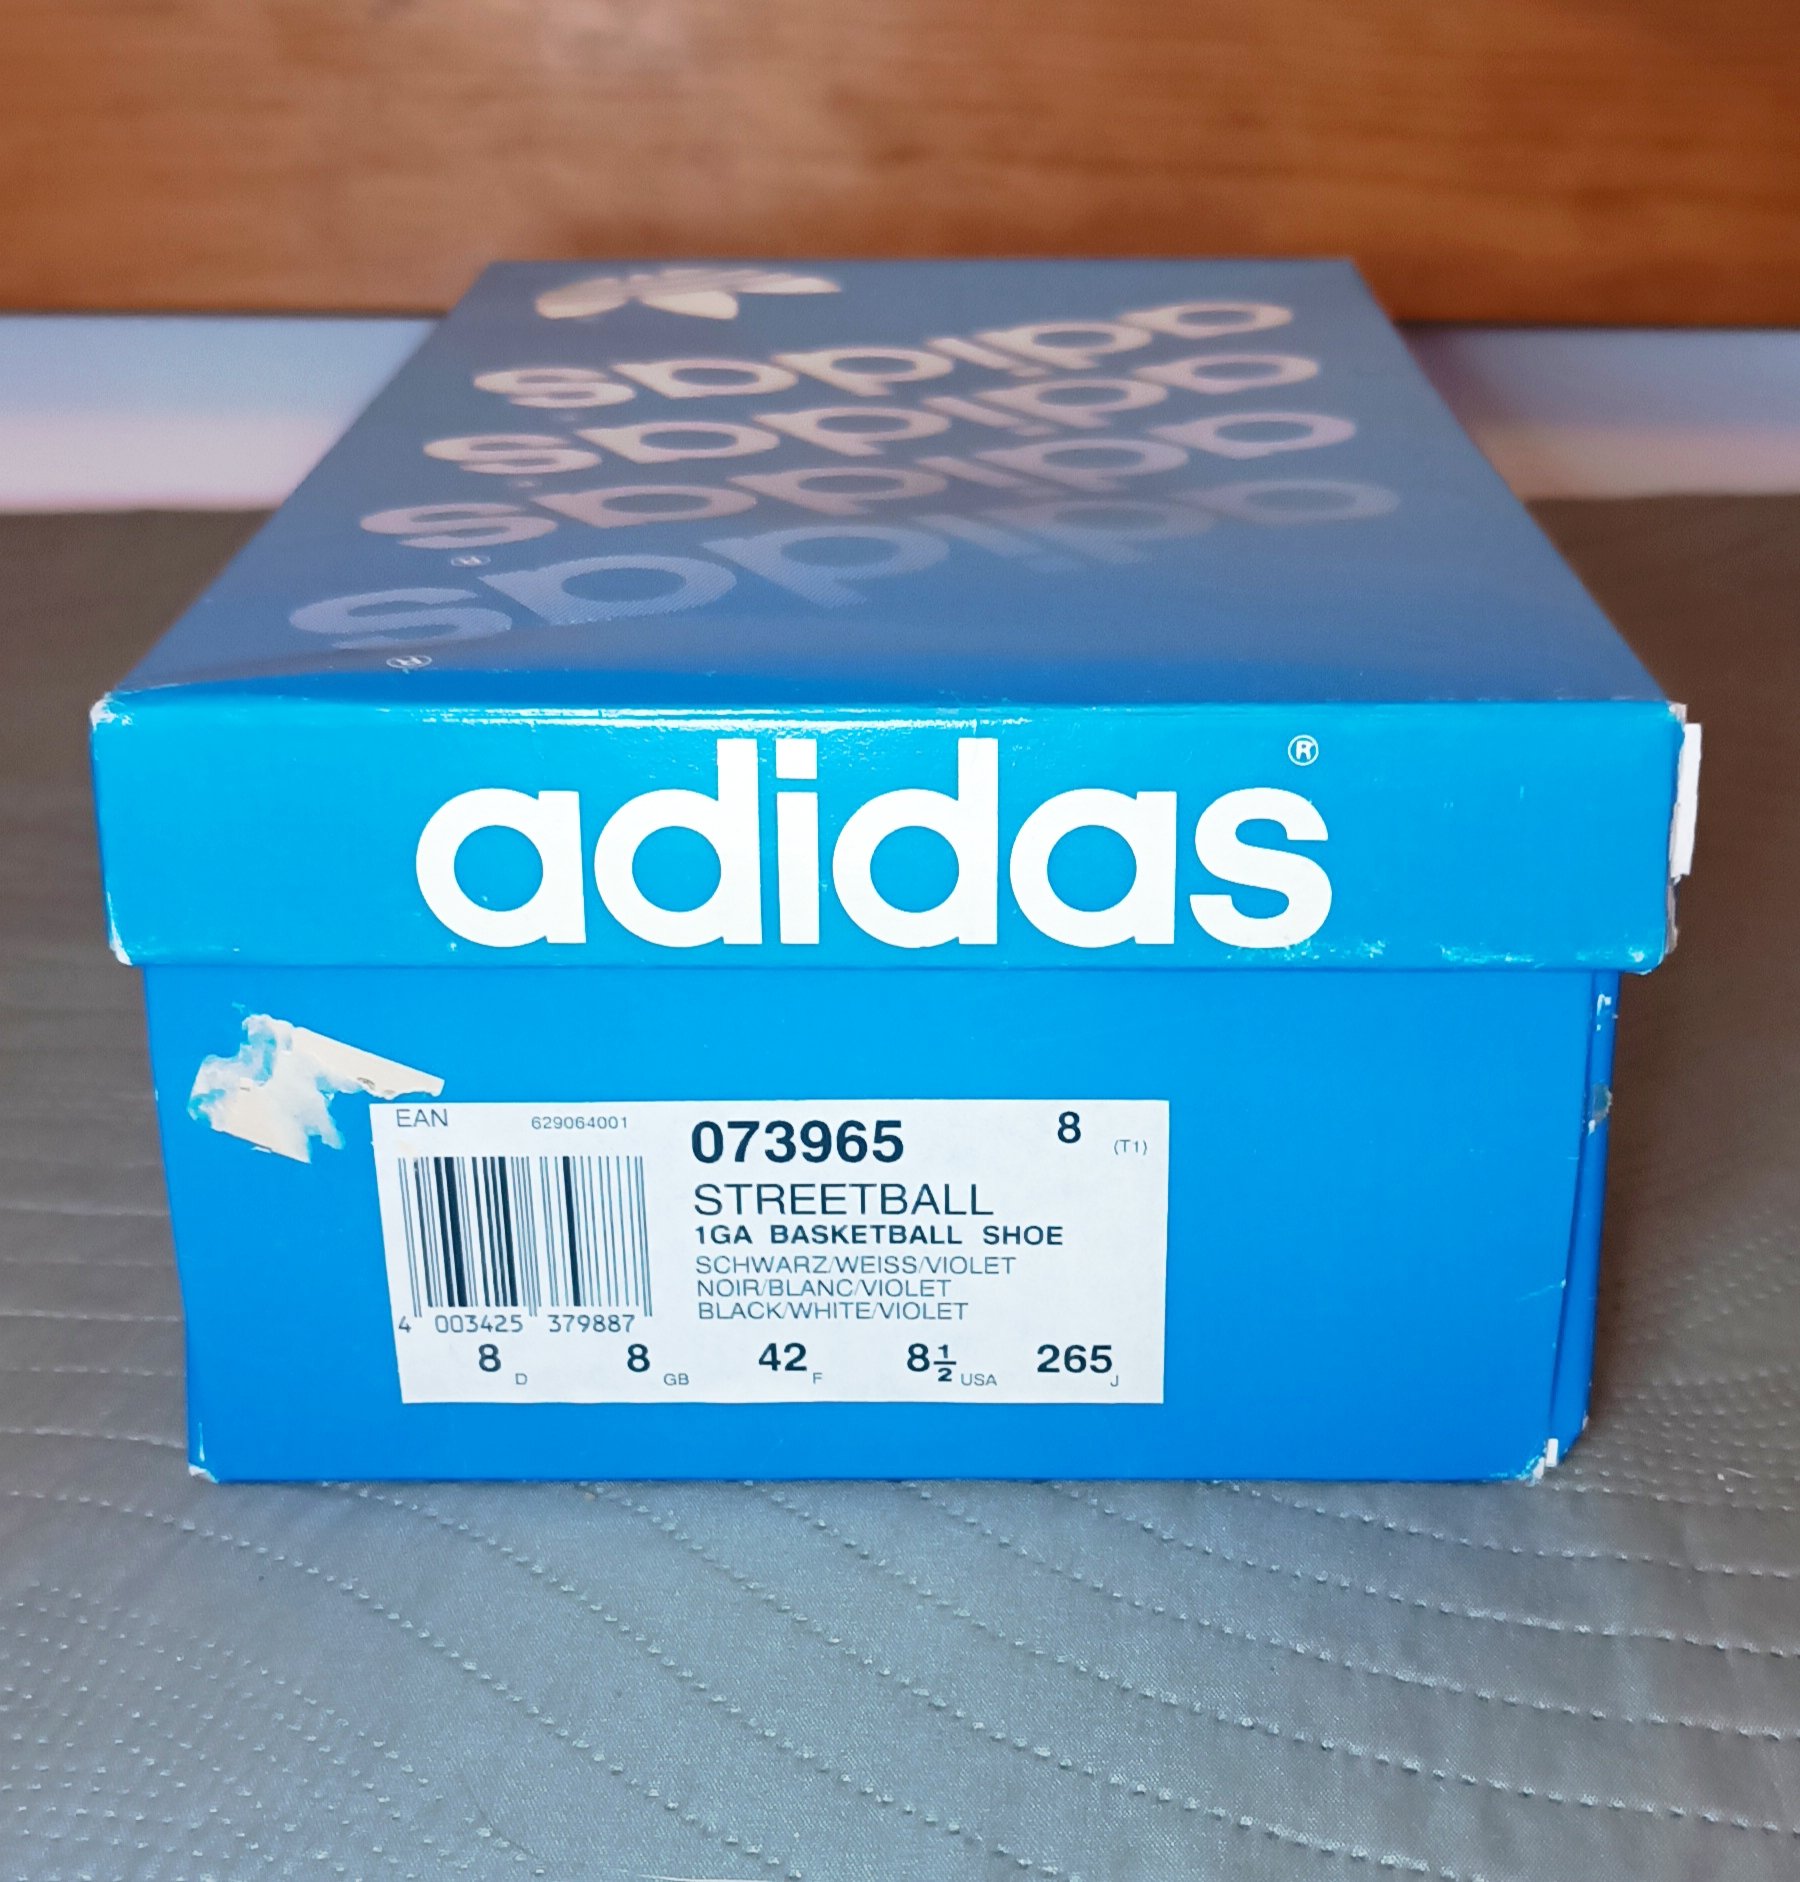 adidas
adidas
adidas ®
adidas ®
adidas ®
EAN 629064001
073965 8 (T1)
STREETBALL
1GA BASKETBALL SHOE
SCHWARZ/WEISS/VIOLET
NOIR/BLANC/VIOLET
BLACK/WHITE/VIOLET
4 003425 379887
8 D 8 GB 42 F 8 1/2 USA 265 J